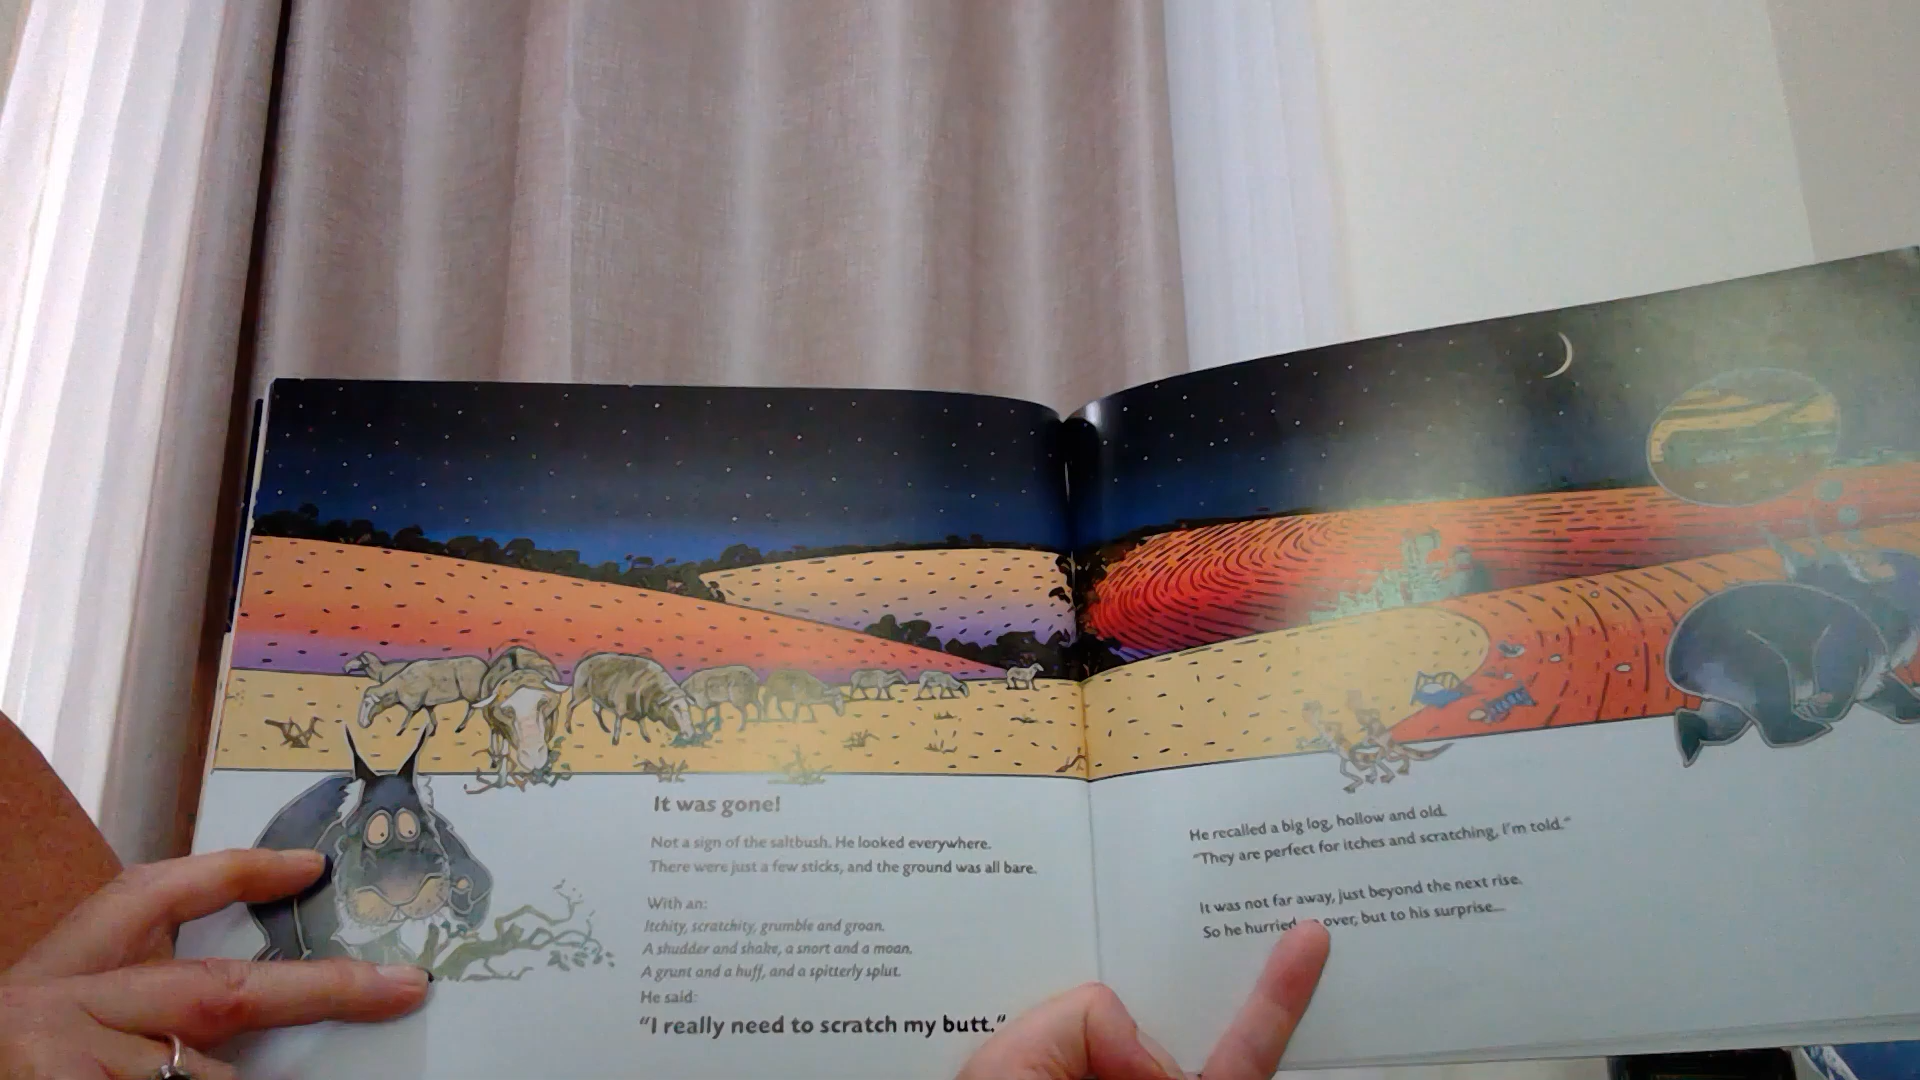 It was gone!
Not a sign of the saltbush. He looked everywhere.
There were just a few sticks, and the ground was all bare.
With an:
Itchity, scratchity, grumble and groan.
A shudder and shake, a snort and a moan.
A grunt and a huff, and a spitterly splut.
He said:
"I really need to scratch my butt."
He recalled a big log, hollow and old.
"They are perfect for itches and scratching, I'm told."
It was not far away, just beyond the next rise.
So he hurried over, but to his surprise...